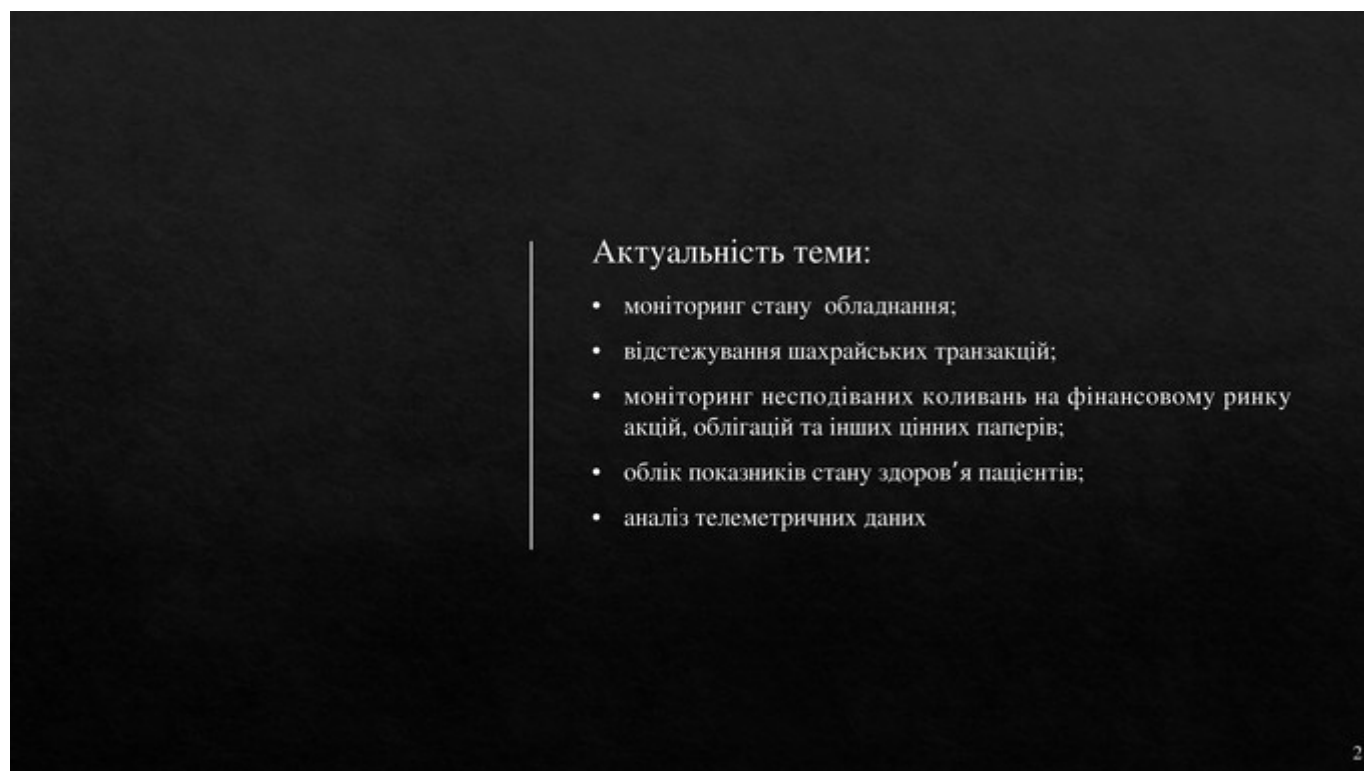 Актуальність теми:
• моніторинг стану обладнання;
• відстежування шахрайських транзакцій;
• моніторинг несподіваних коливань на фінансовому ринку
акцій, облігацій та інших цінних паперів;
• облік показників стану здоров՚я пацієнтів;
• аналіз телеметричних даних
2